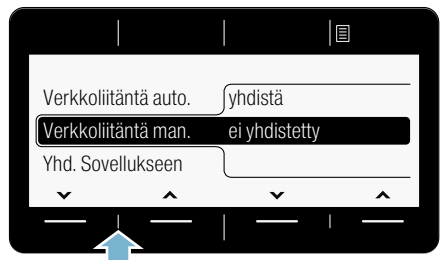 Verkkoliitäntä auto. yhdistä
Verkkoliitäntä man. ei yhdistetty
Yhd. Sovellukseen